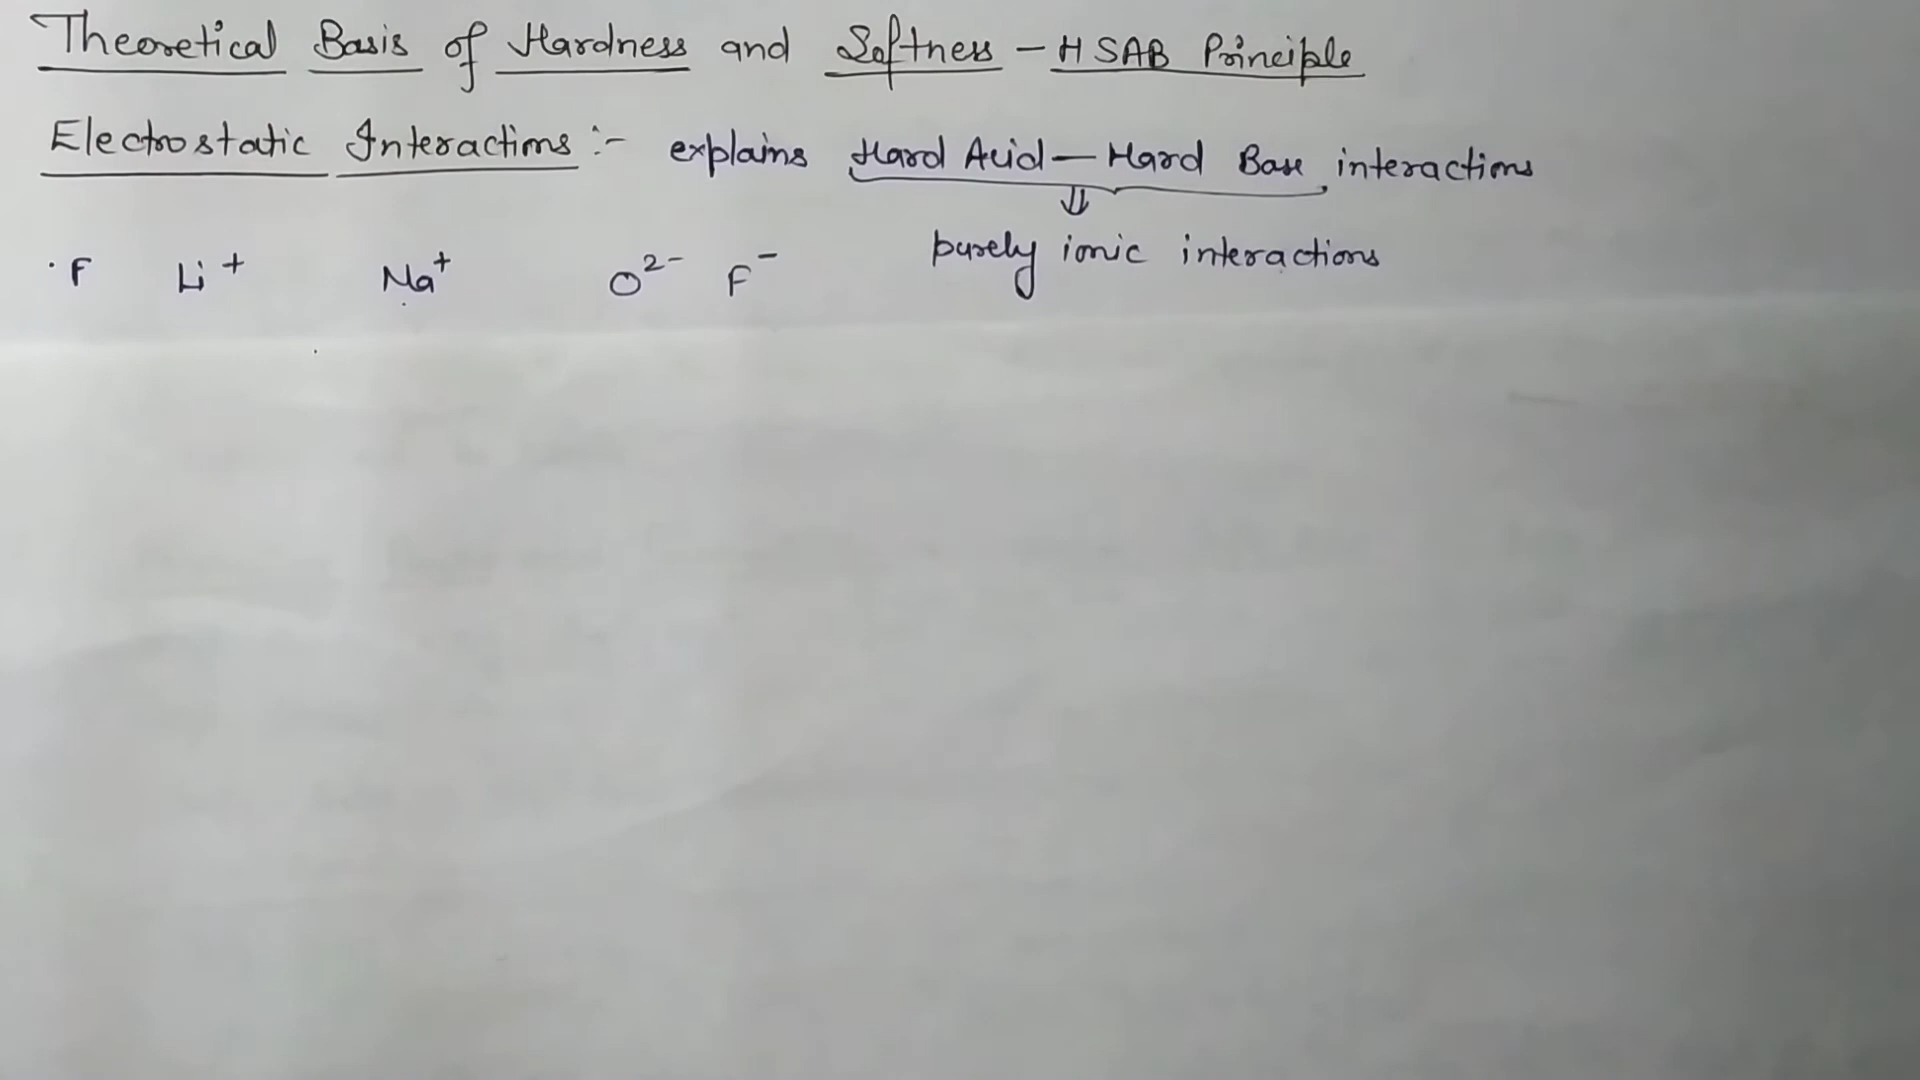 Theoretical Basis of Hardness and Softness - HSAB Principle
Electrostatic Interactions :- explains Hard Acid - Hard Base interactions
⇓
purely ionic interactions
· F Li⁺ Na⁺ O²⁻ F⁻